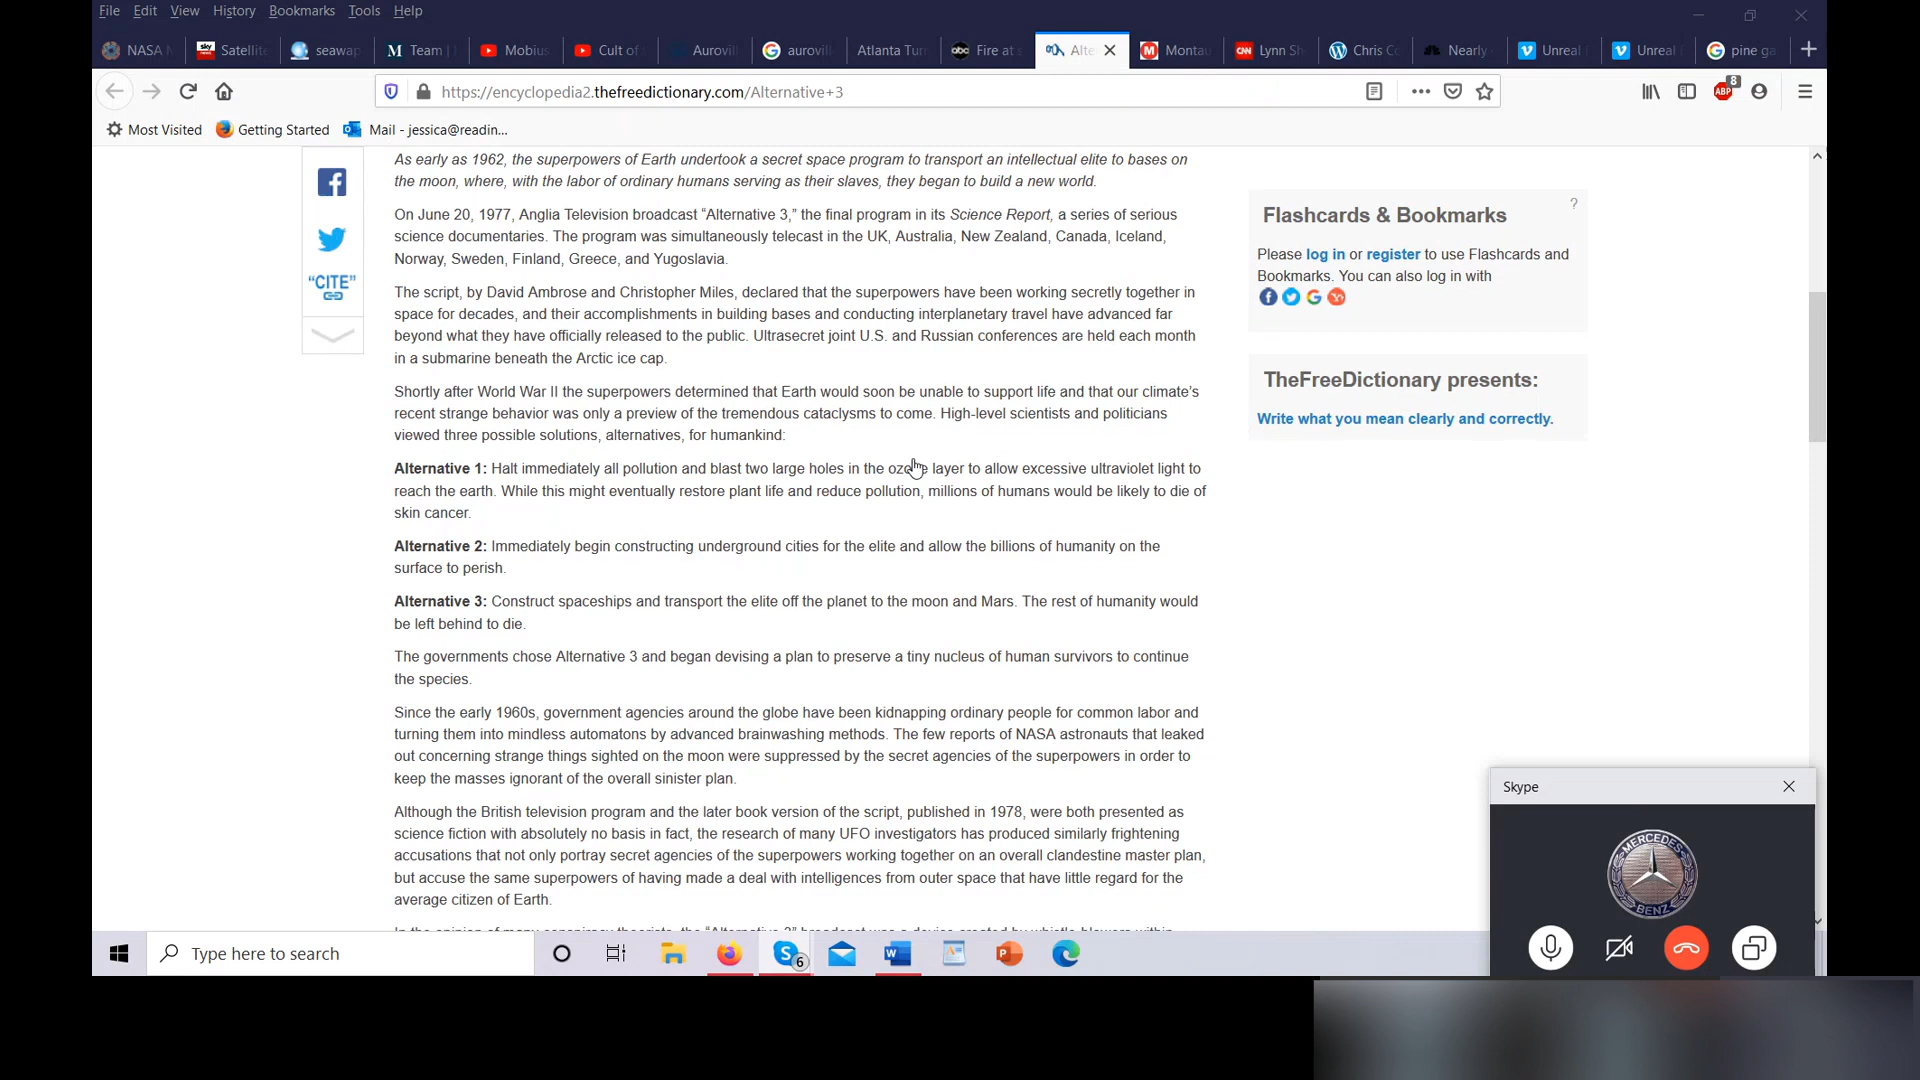 File Edit View History Bookmarks Tools Help
NASA Satellite seawap Team | Mobius Cult of Aurovill aurovill Atlanta Tur Fire at Alte Montau Lynn Sh Chris Co Nearly Unreal Unreal pine ga
https://encyclopedia2.thefreedictionary.com/Alternative+3
ABP 8
Most Visited Getting Started Mail - jessica@readin...
As early as 1962, the superpowers of Earth undertook a secret space program to transport an intellectual elite to bases on
the moon, where, with the labor of ordinary humans serving as their slaves, they began to build a new world.
On June 20, 1977, Anglia Television broadcast “Alternative 3,” the final program in its Science Report, a series of serious
science documentaries. The program was simultaneously telecast in the UK, Australia, New Zealand, Canada, Iceland,
Norway, Sweden, Finland, Greece, and Yugoslavia.
The script, by David Ambrose and Christopher Miles, declared that the superpowers have been working secretly together in
space for decades, and their accomplishments in building bases and conducting interplanetary travel have advanced far
beyond what they have officially released to the public. Ultrasecret joint U.S. and Russian conferences are held each month
in a submarine beneath the Arctic ice cap.
Shortly after World War II the superpowers determined that Earth would soon be unable to support life and that our climate’s
recent strange behavior was only a preview of the tremendous cataclysms to come. High-level scientists and politicians
viewed three possible solutions, alternatives, for humankind:
Alternative 1: Halt immediately all pollution and blast two large holes in the ozone layer to allow excessive ultraviolet light to
reach the earth. While this might eventually restore plant life and reduce pollution, millions of humans would be likely to die of
skin cancer.
Alternative 2: Immediately begin constructing underground cities for the elite and allow the billions of humanity on the
surface to perish.
Alternative 3: Construct spaceships and transport the elite off the planet to the moon and Mars. The rest of humanity would
be left behind to die.
The governments chose Alternative 3 and began devising a plan to preserve a tiny nucleus of human survivors to continue
the species.
Since the early 1960s, government agencies around the globe have been kidnapping ordinary people for common labor and
turning them into mindless automatons by advanced brainwashing methods. The few reports of NASA astronauts that leaked
out concerning strange things sighted on the moon were suppressed by the secret agencies of the superpowers in order to
keep the masses ignorant of the overall sinister plan.
Although the British television program and the later book version of the script, published in 1978, were both presented as
science fiction with absolutely no basis in fact, the research of many UFO investigators has produced similarly frightening
accusations that not only portray secret agencies of the superpowers working together on an overall clandestine master plan,
but accuse the same superpowers of having made a deal with intelligences from outer space that have little regard for the
average citizen of Earth.
“CITE”
Flashcards & Bookmarks ?
Please log in or register to use Flashcards and
Bookmarks. You can also log in with
TheFreeDictionary presents:
Write what you mean clearly and correctly.
Skype
MERCEDES
BENZ
Type here to search
6